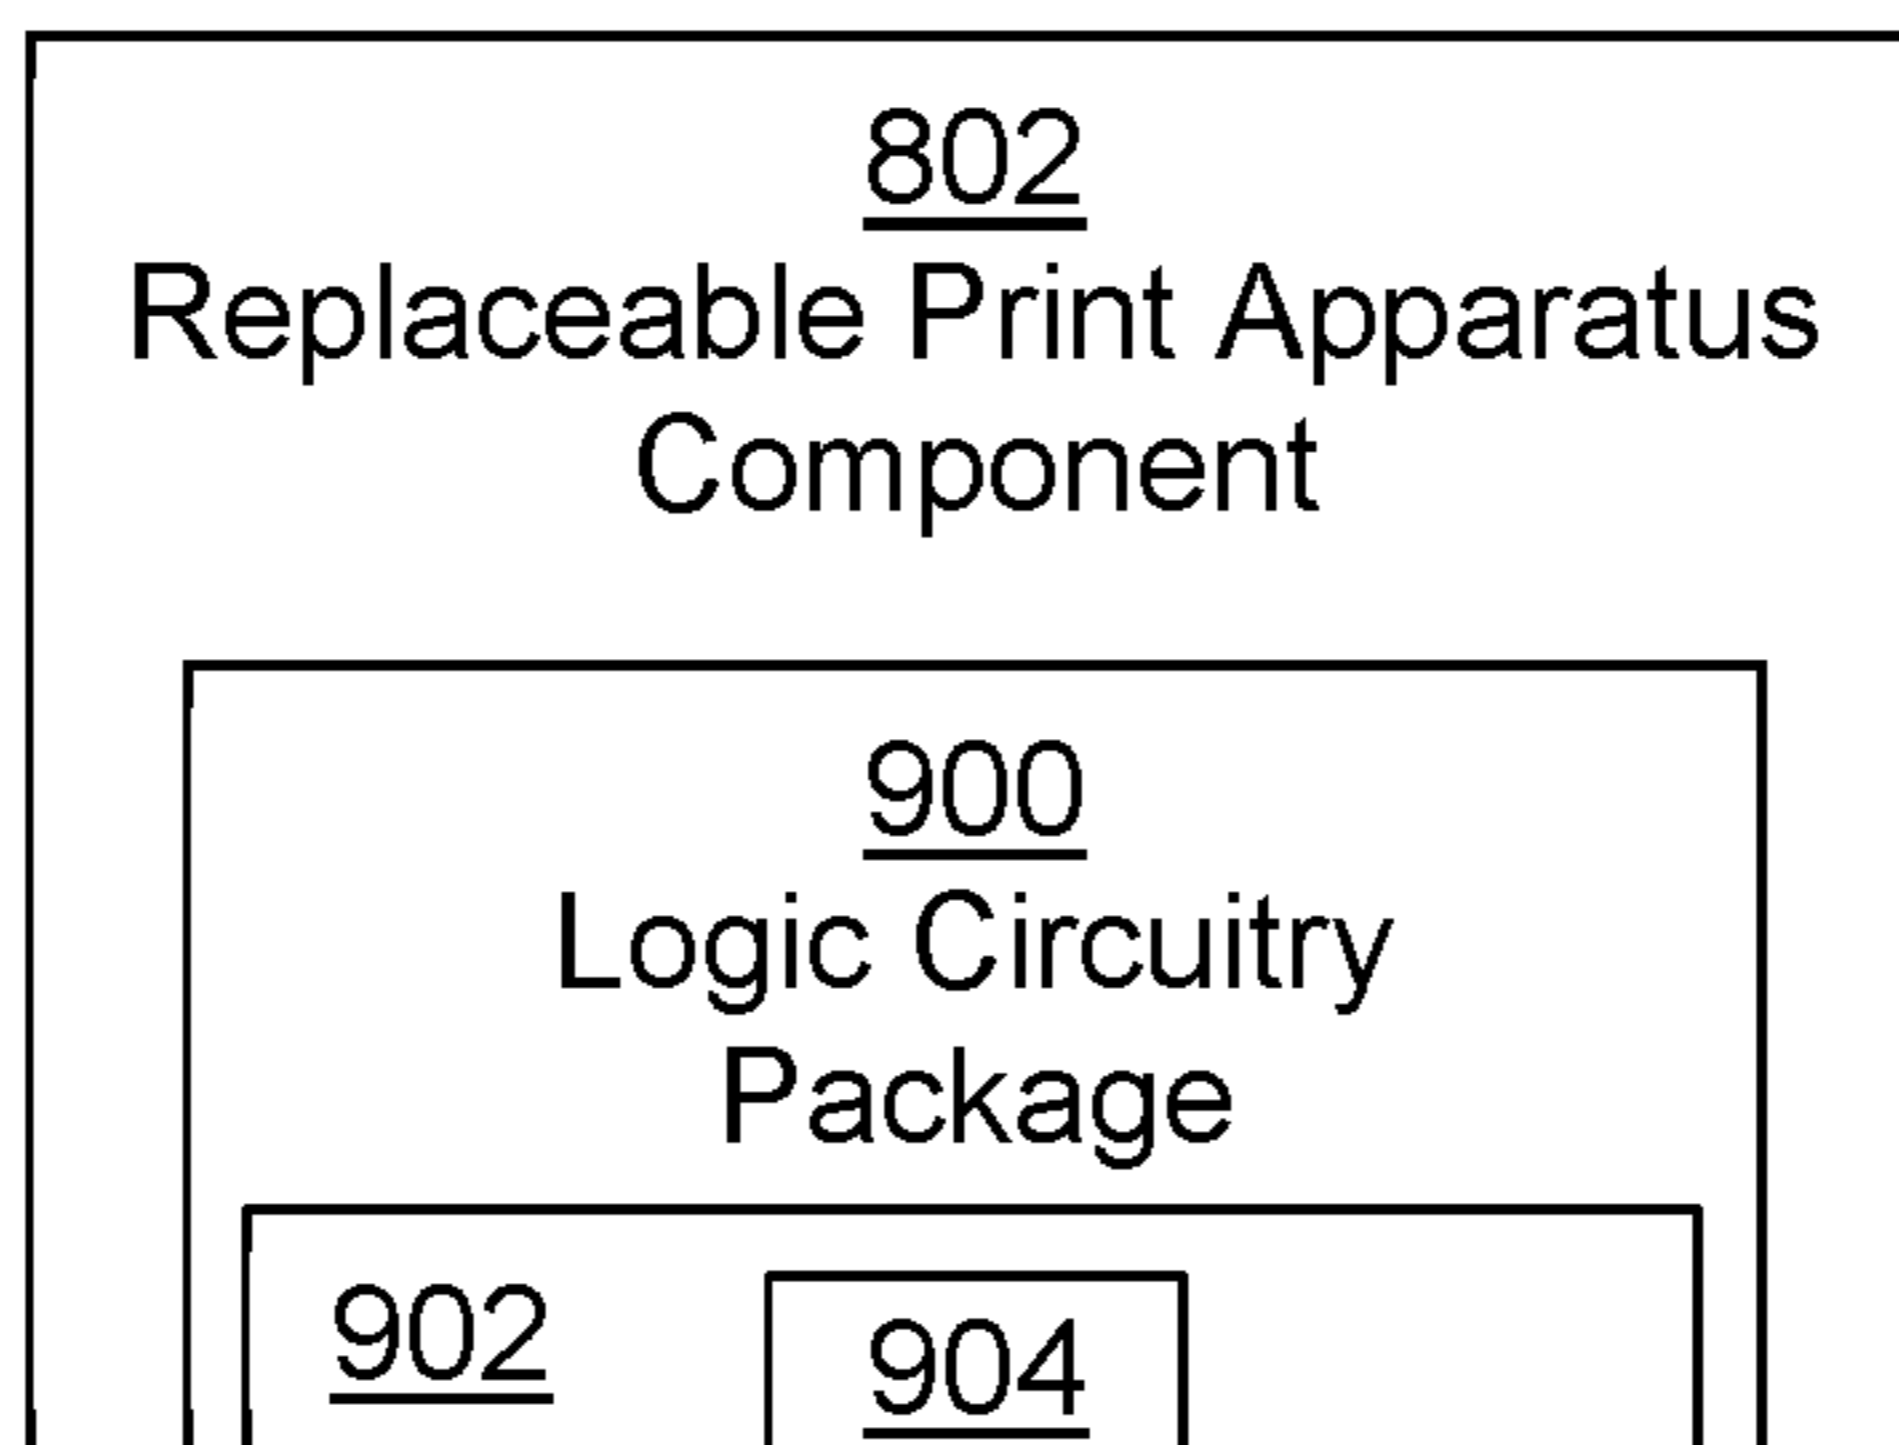 802
Replaceable Print Apparatus
Component
900
Logic Circuitry
Package
902
904